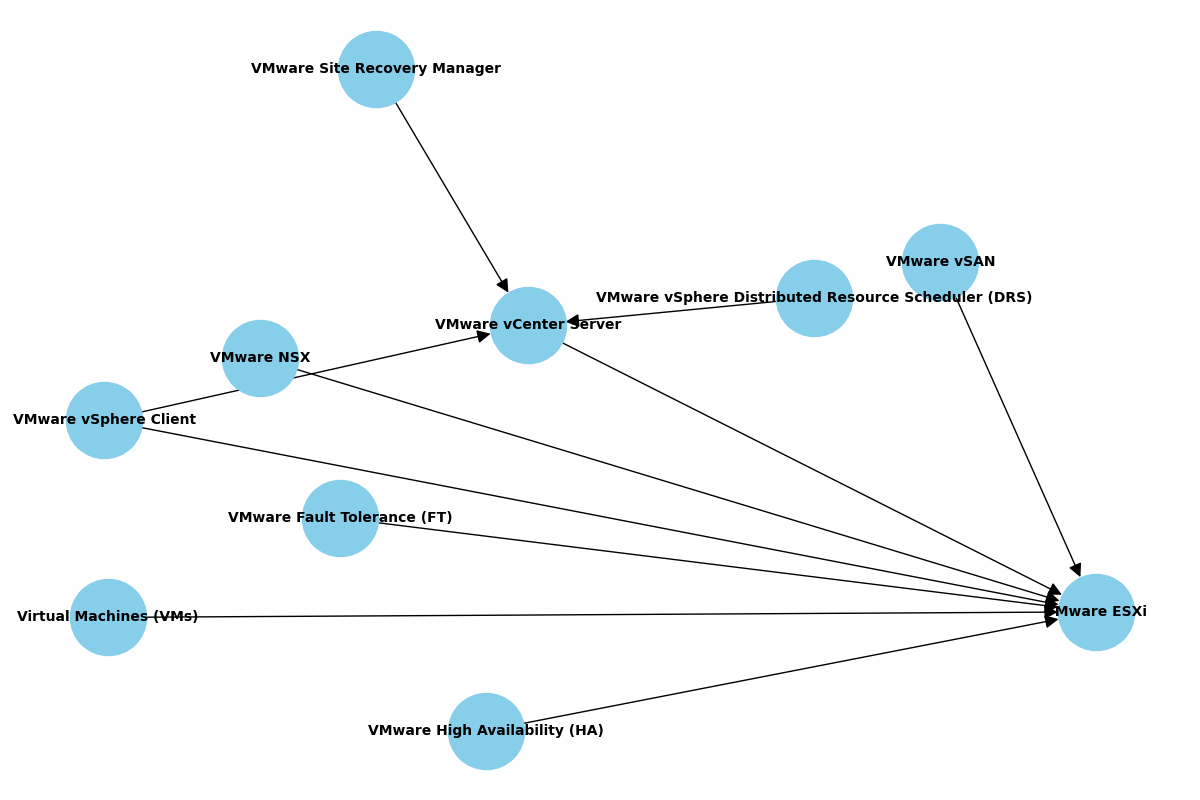 VMware Site Recovery Manager
VMware vSAN
VMware vSphere Distributed Resource Scheduler (DRS)
VMware vCenter Server
VMware NSX
VMware vSphere Client
VMware Fault Tolerance (FT)
Mware ESXi
Virtual Machines (VMs)
VMware High Availability (HA)